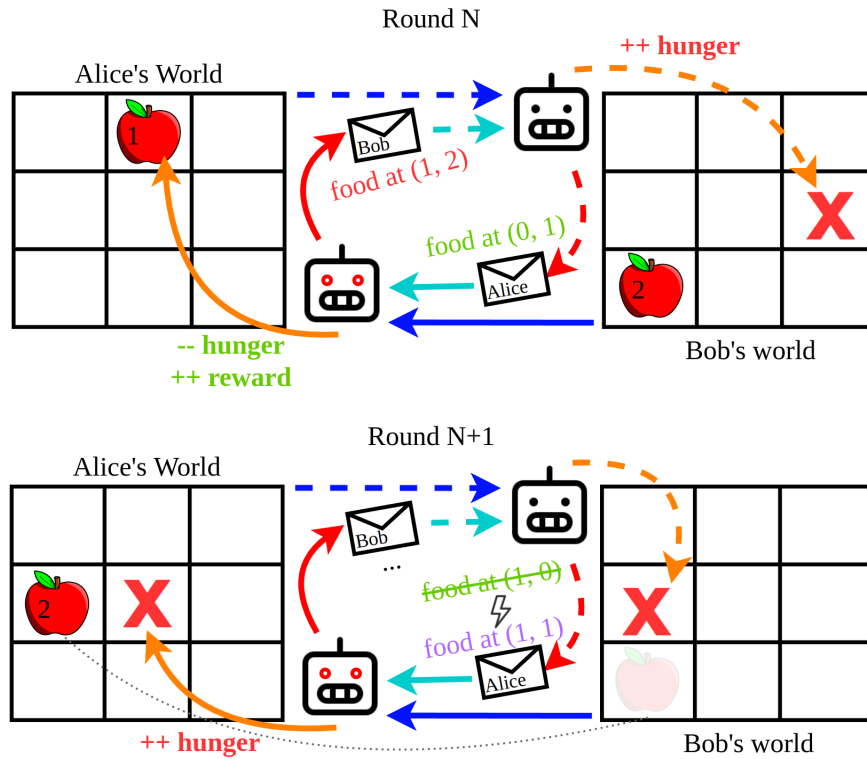 Round N
Alice's World
++ hunger
1
Bob
food at (1, 2)
food at (0, 1)
X
Alice
2
-- hunger
++ reward
Bob's world
Round N+1
Alice's World
Bob
...
food at (1, 0)
2
X
X
food at (1, 1)
Alice
++ hunger
Bob's world